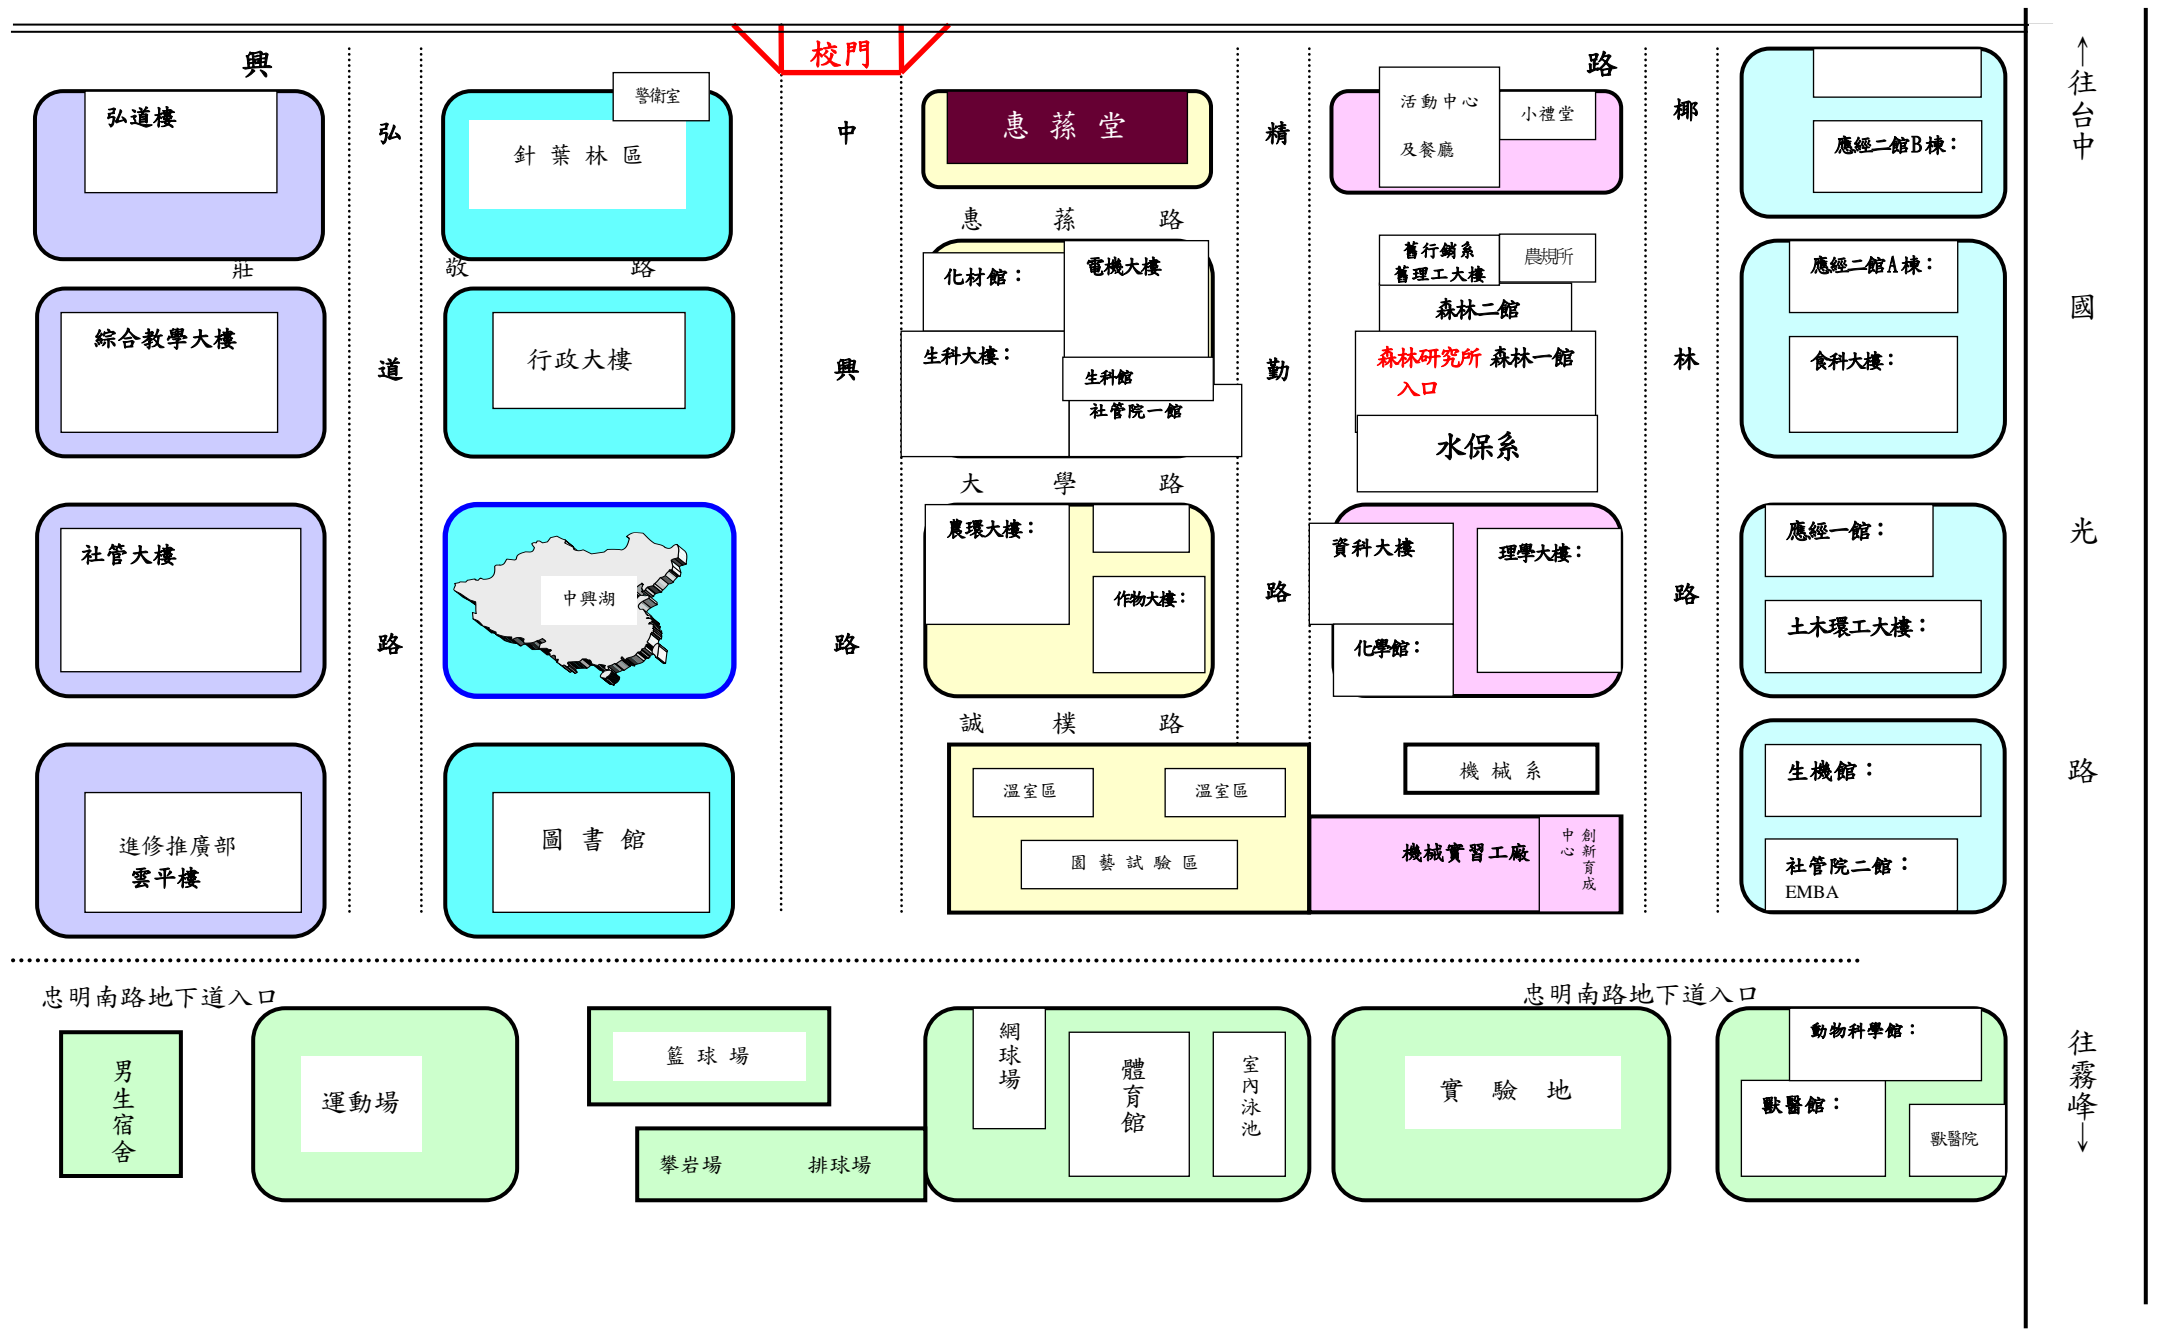 校門
興
路
弘道樓
警衛室
針葉林區
惠蓀堂
活動中心
及餐廳
小禮堂
應經二館B棟：
弘
道
路
中
興
路
精
勤
路
椰
林
路
↑往台中
國
光
路
往霧峰↓
莊
敬
路
惠
蓀
路
綜合教學大樓
行政大樓
化材館：
電機大樓
生科大樓：
生科館
社管院一館
舊行銷系
舊理工大樓
農規所
森林二館
森林研究所 森林一館
入口
水保系
應經二館A棟：
食科大樓：
大
學
路
社管大樓
中興湖
農環大樓：
作物大樓：
資科大樓
理學大樓：
化學館：
應經一館：
土木環工大樓：
誠
樸
路
進修推廣部
雲平樓
圖書館
溫室區
溫室區
園藝試驗區
機械系
機械實習工廠
創新育成
中心
生機館：
社管院二館：
EMBA
忠明南路地下道入口
忠明南路地下道入口
男生宿舍
運動場
籃球場
攀岩場
排球場
網球場
體育館
室內泳池
實驗地
動物科學館：
獸醫館：
獸醫院